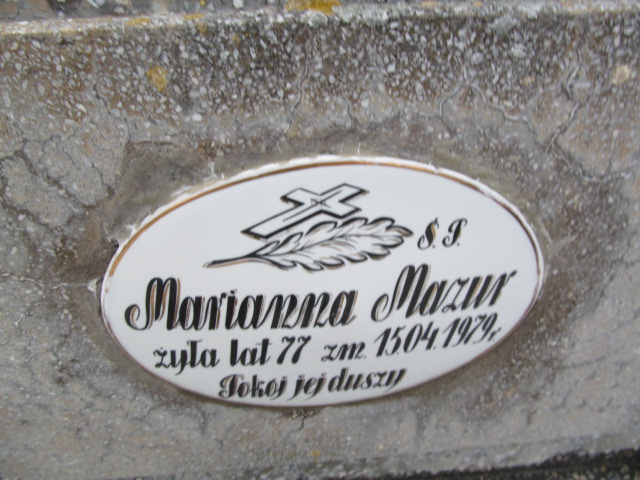 Ś.P.
Marianna Mazur
żyła lat 77 zm. 15.04.1979r.
Pokój jej duszy